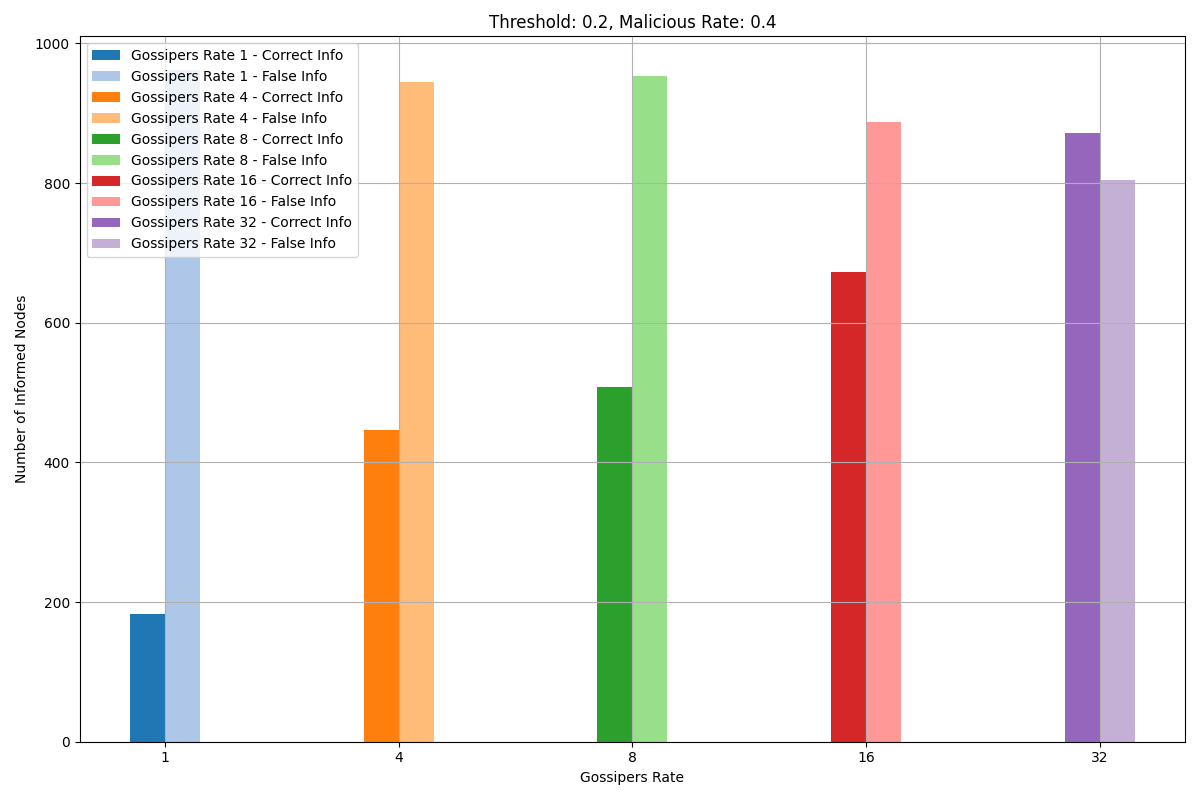 Threshold: 0.2, Malicious Rate: 0.4
1000
800
600
400
200
0
Number of Informed Nodes
Gossipers Rate 1 - Correct Info
Gossipers Rate 1 - False Info
Gossipers Rate 4 - Correct Info
Gossipers Rate 4 - False Info
Gossipers Rate 8 - Correct Info
Gossipers Rate 8 - False Info
Gossipers Rate 16 - Correct Info
Gossipers Rate 16 - False Info
Gossipers Rate 32 - Correct Info
Gossipers Rate 32 - False Info
1 4 8 16 32
Gossipers Rate